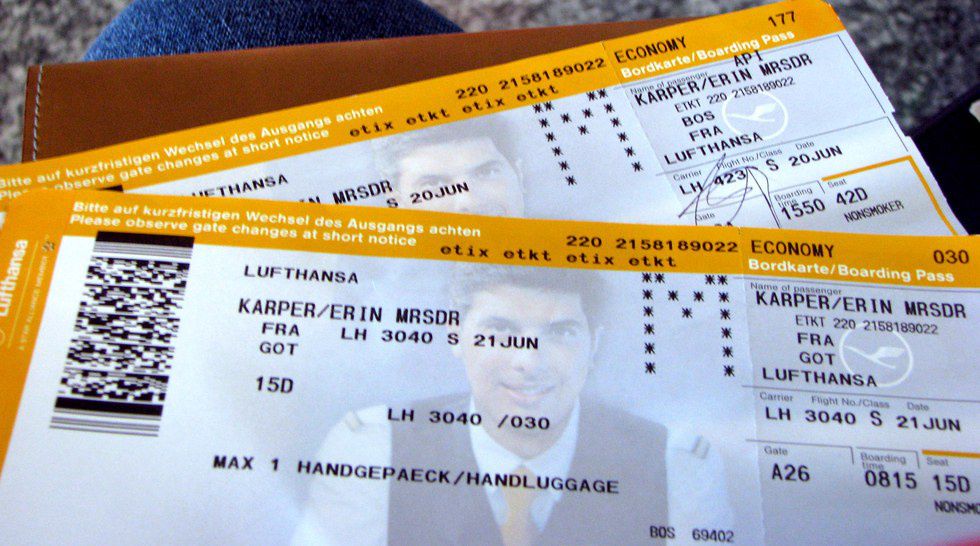 177
220 2158189022
ECONOMY
Bitte auf kurzfristigen Wechsel des Ausgangs achten
etix etkt etix etkt
Bordkarte/Boarding Pass
observe gate changes at short notice
API
Name of passenger
KARPER/ERIN MRSDR
ETKT 220 2158189022
BOS
FRA
LUFTHANSA
LUFTHANSA
MRSDR
S 20JUN
Carrier Flight No./Class Date
LH 423 S 20JUN
Gate Boarding time Seat
1550 42D
NONSMOKER
Lufthansa
A STAR ALLIANCE MEMBER
Bitte auf kurzfristigen Wechsel des Ausgangs achten
Please observe gate changes at short notice
220 2158189022
etix etkt etix etkt
ECONOMY
030
Bordkarte/Boarding Pass
LUFTHANSA
KARPER/ERIN MRSDR
FRA LH 3040 S 21JUN
GOT
15D
LH 3040 /030
MAX 1 HANDGEPAECK/HANDLUGGAGE
BOS 69402
Name of passenger
KARPER/ERIN MRSDR
ETKT 220 2158189022
FRA
GOT
LUFTHANSA
Carrier Flight No./Class Date
LH 3040 S 21JUN
Gate Boarding time Seat
A26 0815 15D